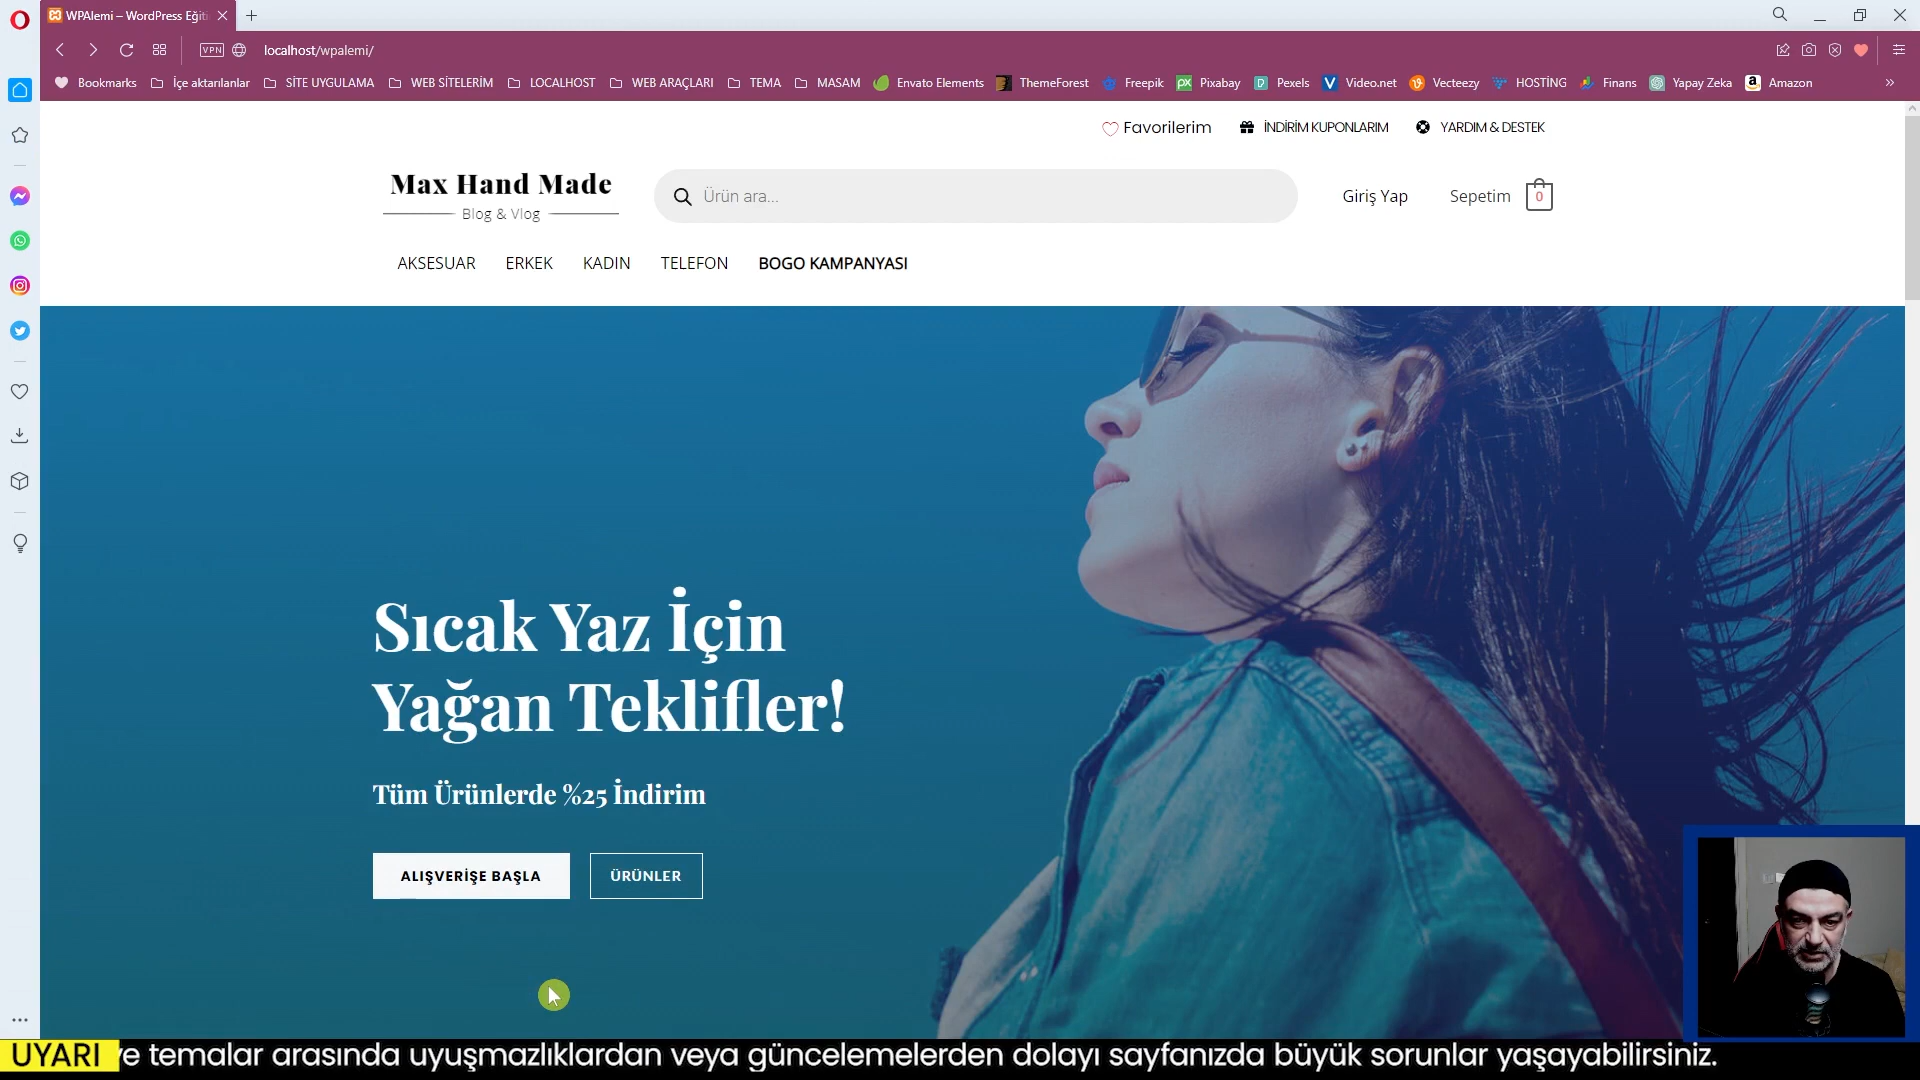 WPAlemi – WordPress Eğiti
VPN
localhost/wpalemi/
Bookmarks İçe aktarılanlar SİTE UYGULAMA WEB SİTELERİM LOCALHOST WEB ARAÇLARI TEMA MASAM Envato Elements ThemeForest Freepik Pixabay Pexels Video.net Vecteezy HOSTİNG Finans Yapay Zeka Amazon
Favorilerim İNDİRİM KUPONLARIM YARDIM & DESTEK
Max Hand Made
Blog & Vlog
Ürün ara...
Giriş Yap Sepetim 0
AKSESUAR ERKEK KADIN TELEFON BOGO KAMPANYASI
Sıcak Yaz İçin
Yağan Teklifler!
Tüm Ürünlerde %25 İndirim
ALIŞVERİŞE BAŞLA ÜRÜNLER
UYARI ve temalar arasında uyuşmazlıklardan veya güncelemelerden dolayı sayfanızda büyük sorunlar yaşayabilirsiniz.